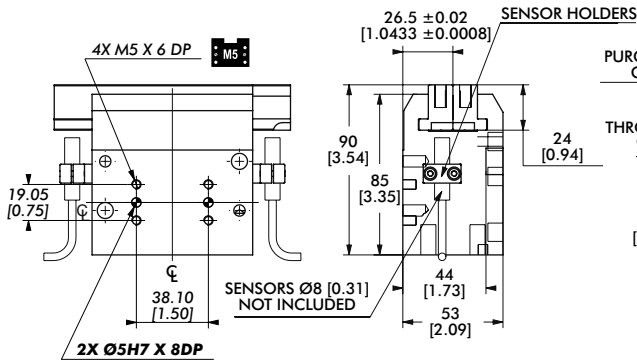 26.5 ±0.02
[1.0433 ±0.0008]
SENSOR HOLDERS
4X M5 X 6 DP
M5
90
[3.54]
85
[3.35]
24
[0.94]
19.05
[0.75]
38.10
[1.50]
SENSORS Ø8 [0.31]
NOT INCLUDED
44
[1.73]
53
[2.09]
2X Ø5H7 X 8DP